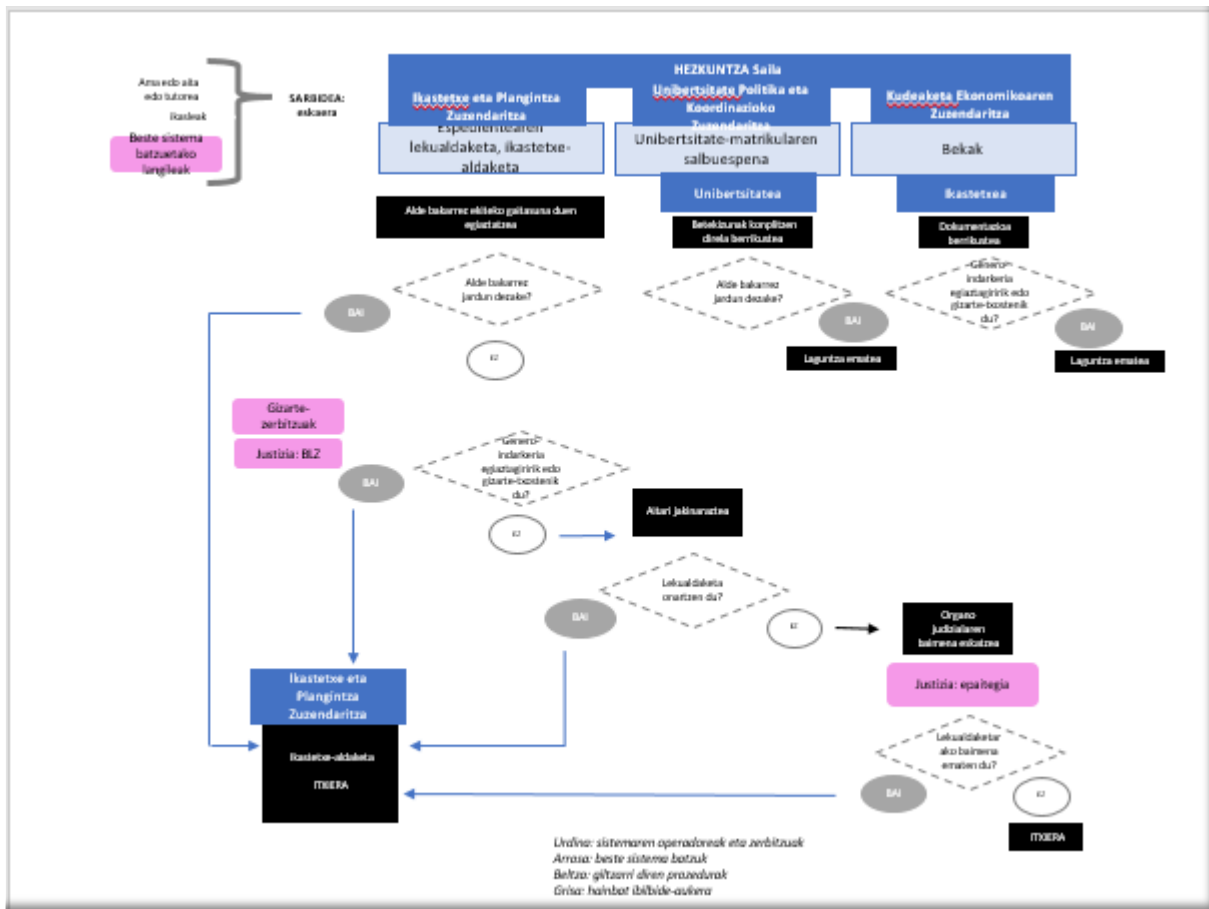 Ama edo aita
edo tutorea
Ikasleak
Beste sistema
batzuetako
langileak
SARBIDEA:
eskaera
HEZKUNTZA Saila
Ikastetxe eta Plangintza
Zuzendaritza
Unibertsitate Politika eta
Koordinazioko
Zuzendaritza
Kudeaketa Ekonomikoaren
Zuzendaritza
Espedientearen
lekualdaketa, ikastetxe-
aldaketa
Unibertsitate-matrikularen
salbuespena
Bekak
Unibertsitatea
Ikastetxea
Alde bakarrez ekiteko gaitasuna duen
egiaztatzea
Betekizunak konplitzen
direla berrikustea
Dokumentazioa
berrikustea
Alde bakarrez
jardun dezake?
Alde bakarrez
jardun dezake?
Genero-
indarkeria
egiaztagiririk edo
gizarte-txostenik
du?
BAI
BAI
BAI
EZ
Laguntza ematea
Laguntza ematea
Gizarte-
zerbitzuak
Justizia: BLZ
BAI
Genero-
indarkeria
egiaztagiririk edo
gizarte-txostenik
du?
EZ
Aitari jakinaraztea
Lekualdaketa
onartzen du?
BAI
EZ
Organo
judizialaren
baimena eskatzea
Justizia: epaitegia
Ikastetxe eta
Plangintza
Zuzendaritza
Ikastetxe-aldaketa
ITXIERA
Lekualdaketar
ako baimena
ematen du?
BAI
EZ
ITXIERA
Urdina: sistemaren operadoreak eta zerbitzuak
Arrosa: beste sistema batzuk
Beltza: giltzarri diren prozedurak
Grisa: hainbat ibilbide-aukera